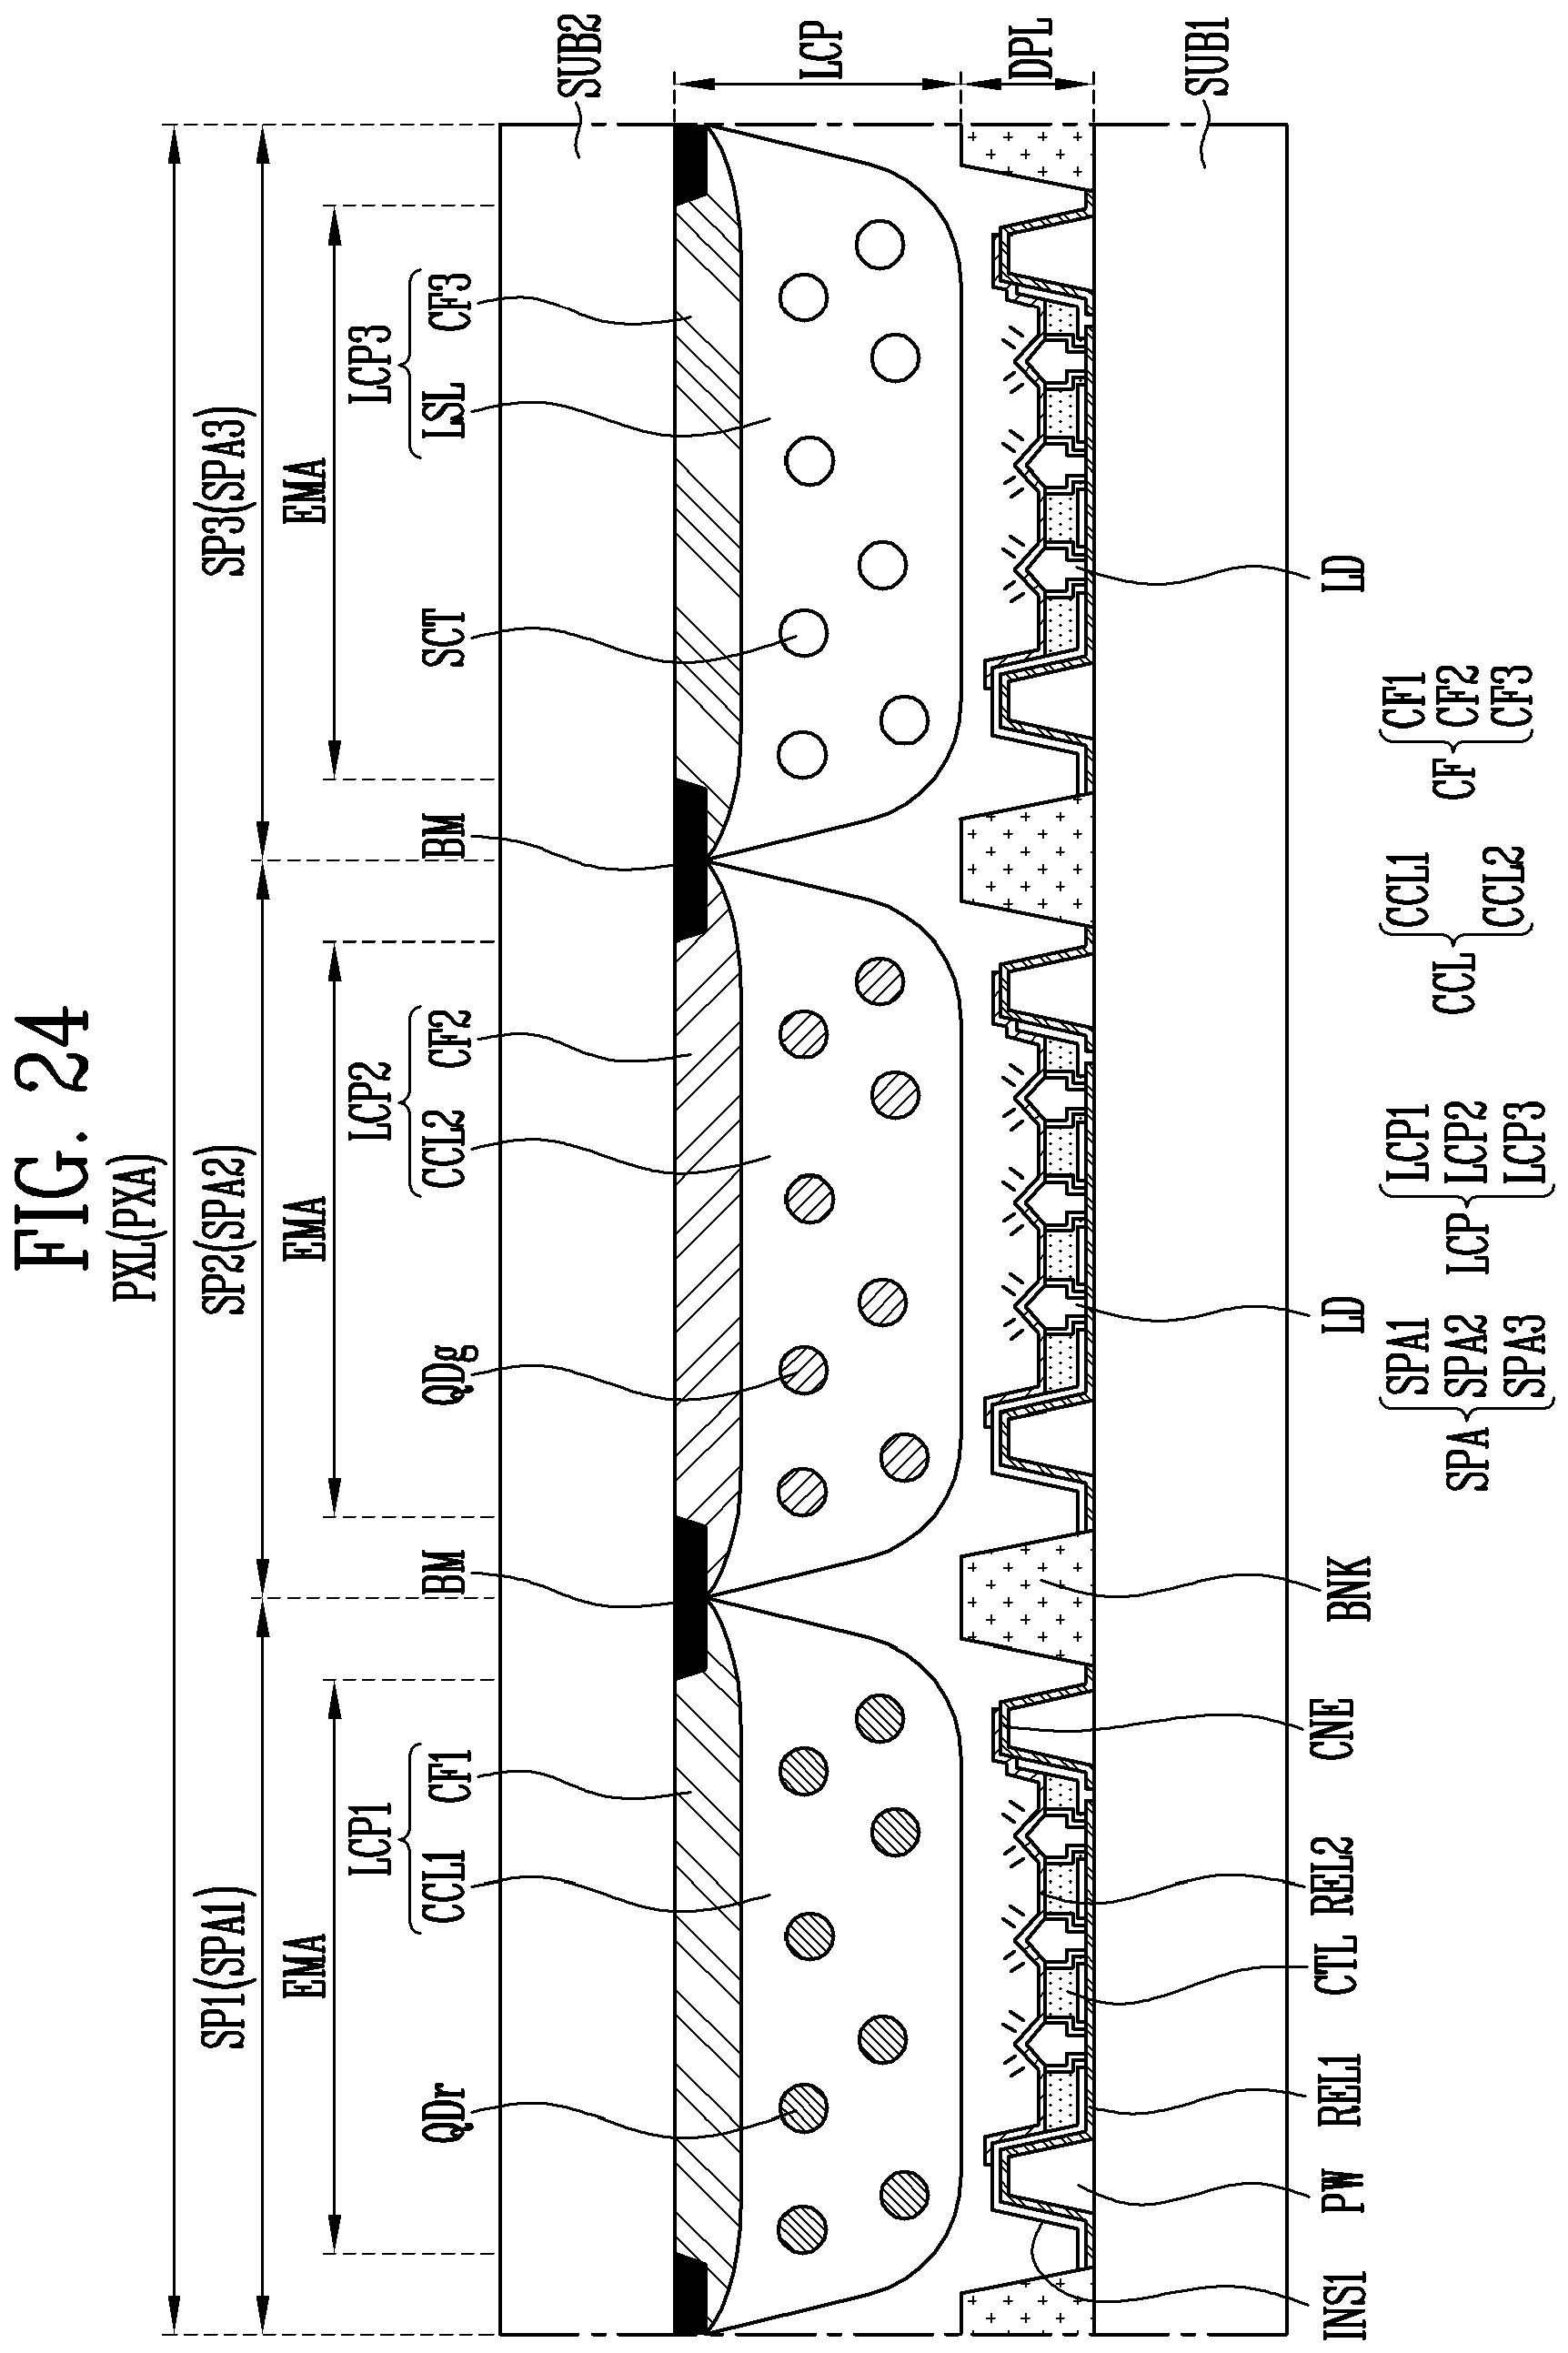 FIG. 24
PXL(PXA)
SP1(SPA1) SP2(SPA2) SP3(SPA3)
EMA EMA EMA
LCP1 LCP2 LCP3
QDr CCL1 CF1 BM QDg CCL2 CF2 BM SCT LSL CF3
SUB2
LCP
DPL
SUB1
INS1 PW REL1 CTL REL2 CNE BNK LD LD
SPA { SPA1 SPA2 SPA3
LCP { LCP1 LCP2 LCP3
CCL { CCL1 CCL2
CF { CF1 CF2 CF3